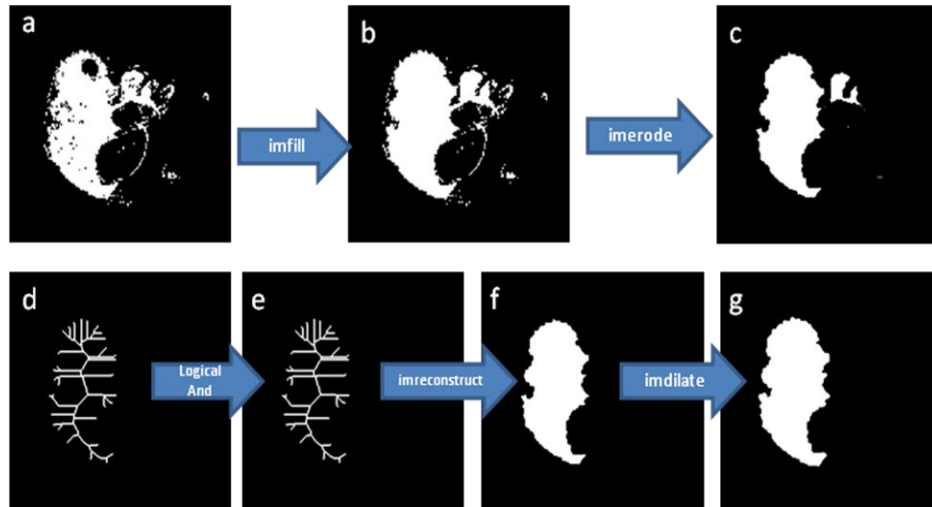 a
b
c
imfill
imerode
d
e
f
g
Logical
And
imreconstruct
imdilate